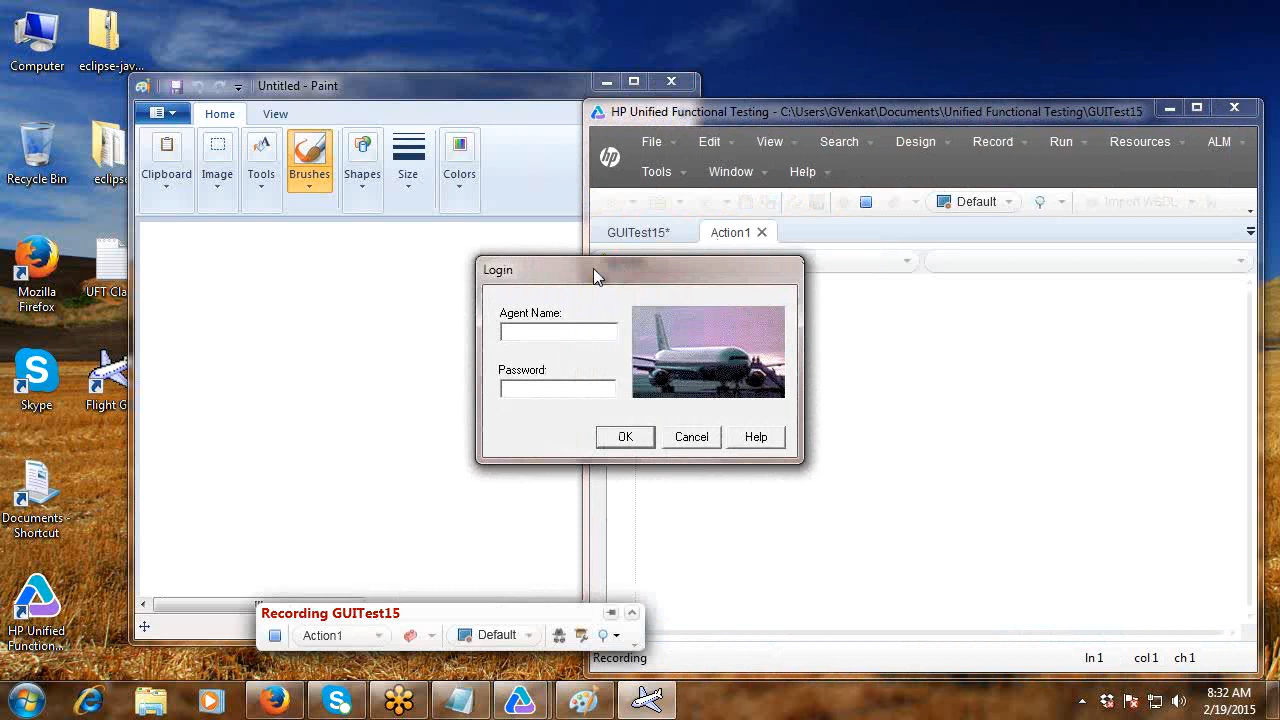 Computer
eclipse-jav...
Recycle Bin
eclipse
Mozilla
Firefox
UFT Cla
Skype
Flight G
Documents -
Shortcut
HP Unified
Function...
Untitled - Paint
Home
View
Clipboard
Image
Tools
Brushes
Shapes
Size
Colors
HP Unified Functional Testing - C:\Users\GVenkat\Documents\Unified Functional Testing\GUITest15
hp
File
Edit
View
Search
Design
Record
Run
Resources
ALM
Tools
Window
Help
Default
Import WSDL
GUITest15*
Action1
Login
Agent Name:
Password:
OK
Cancel
Help
Recording GUITest15
Action1
Default
Recording
ln 1
col 1
ch 1
8:32 AM
2/19/2015